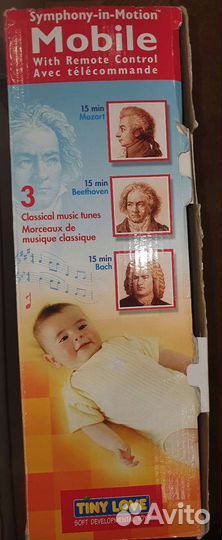 Symphony-in-Motion™
Mobile
With Remote Control
Avec télécommande
15 min
Mozart
15 min
Beethoven
3
Classical music tunes
Morceaux de
musique classique
15 min
Bach
TINY LOVE
SOFT DEVELOPMENTAL
Avito